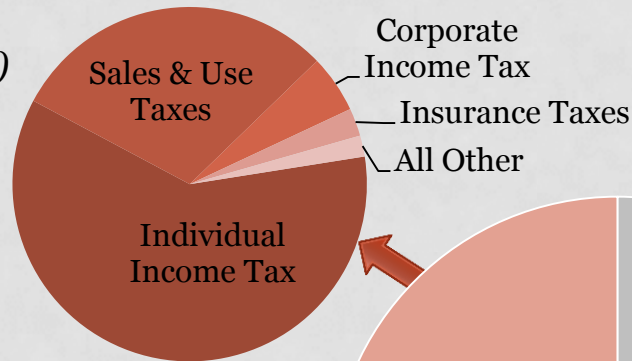 )
Sales & Use
Taxes
Corporate
Income Tax
Insurance Taxes
All Other
Individual
Income Tax